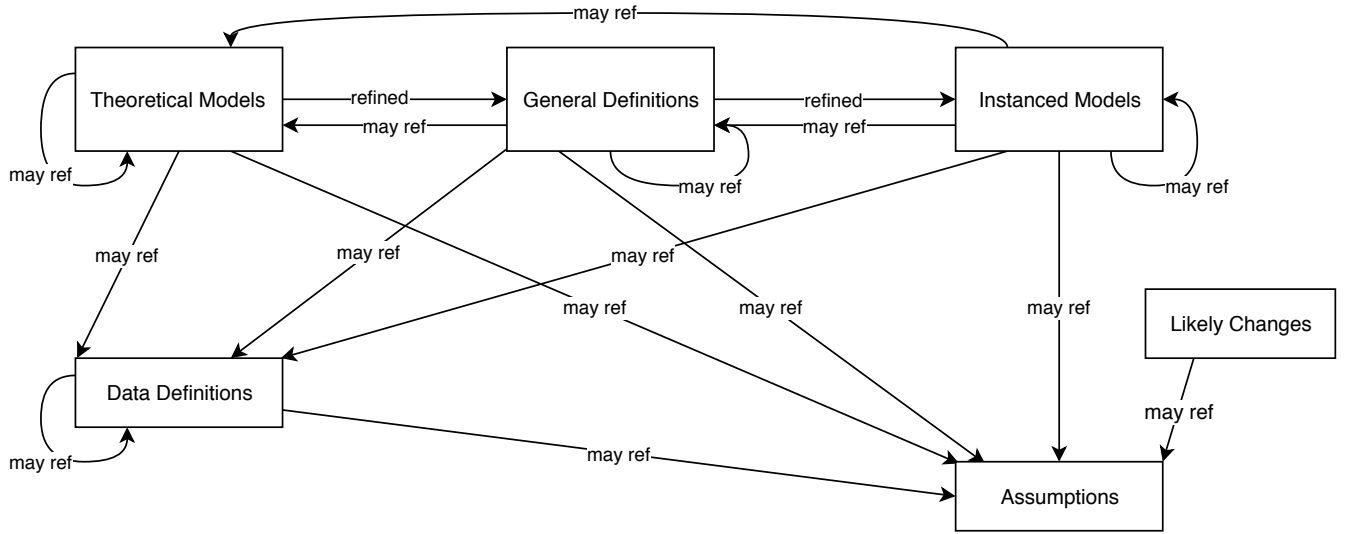 may ref
Theoretical Models
refined
General Definitions
refined
Instanced Models
may ref
may ref
may ref
may ref
may ref
may ref
may ref
may ref
may ref
may ref
may ref
may ref
Likely Changes
Data Definitions
may ref
may ref
may ref
Assumptions